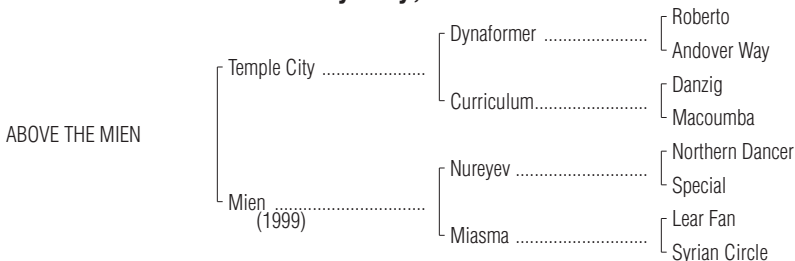 Roberto
Dynaformer ......................
Andover Way
Temple City ......................
Danzig
Curriculum........................
Macoumba
ABOVE THE MIEN
Northern Dancer
Nureyev ............................
Special
Mien ................................
(1999)
Lear Fan
Miasma ............................
Syrian Circle